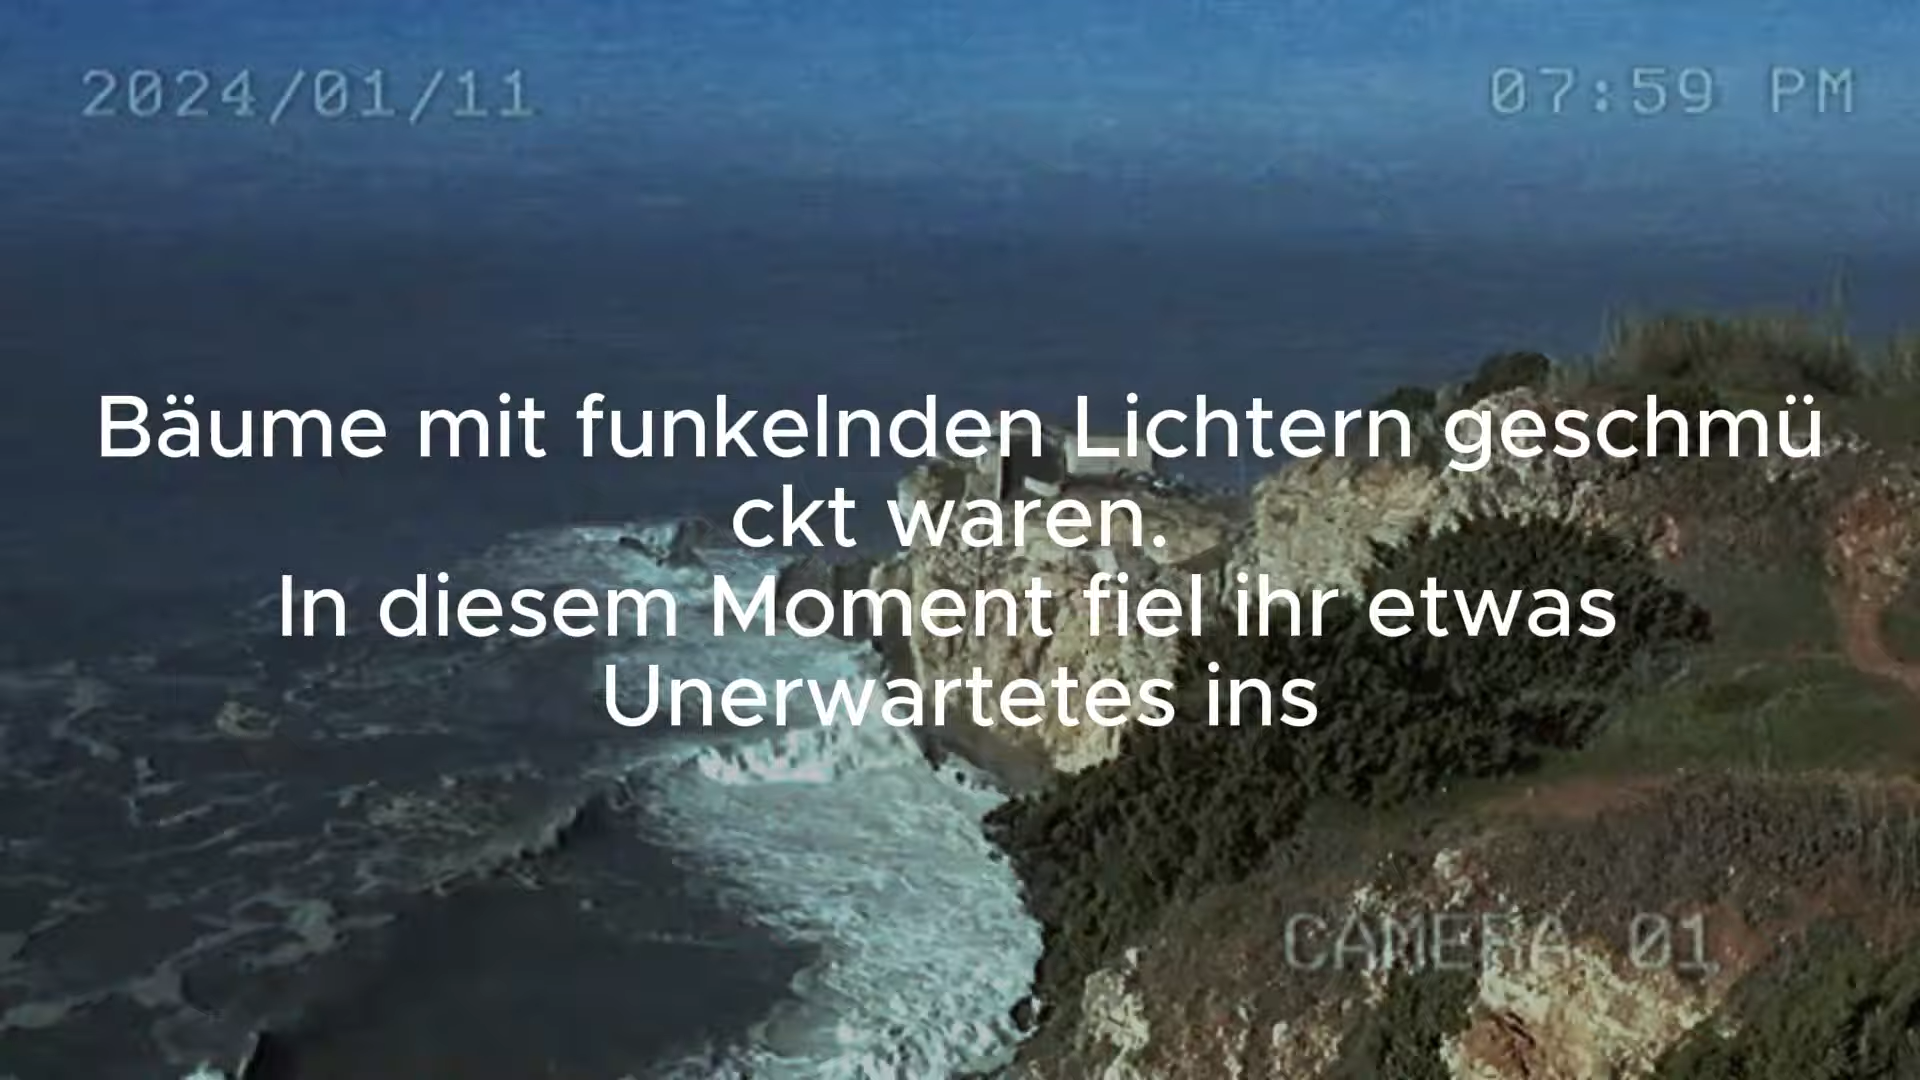 2024/01/11 07:59 PM
Bäume mit funkelnden Lichtern geschmü
ckt waren.
In diesem Moment fiel ihr etwas
Unerwartetes ins
CAMERA 01